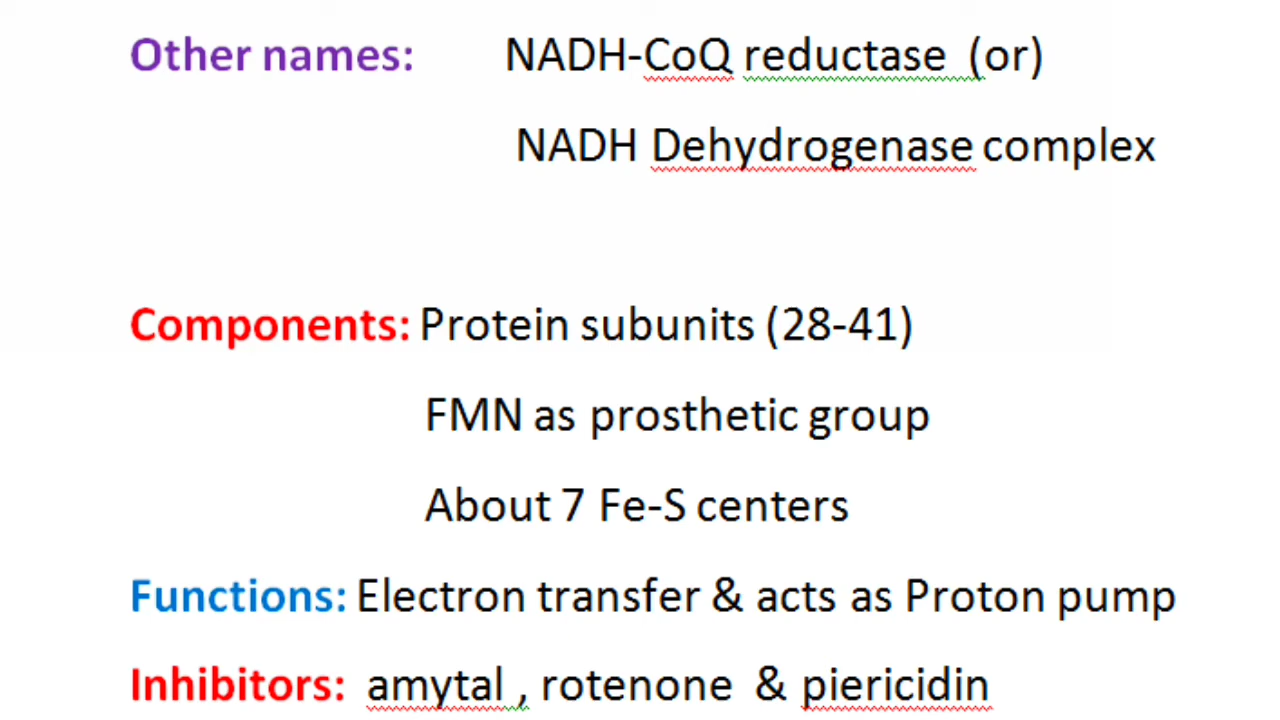 Other names: NADH-CoQ reductase (or)
NADH Dehydrogenase complex
Components: Protein subunits (28-41)
FMN as prosthetic group
About 7 Fe-S centers
Functions: Electron transfer & acts as Proton pump
Inhibitors: amytal , rotenone & piericidin